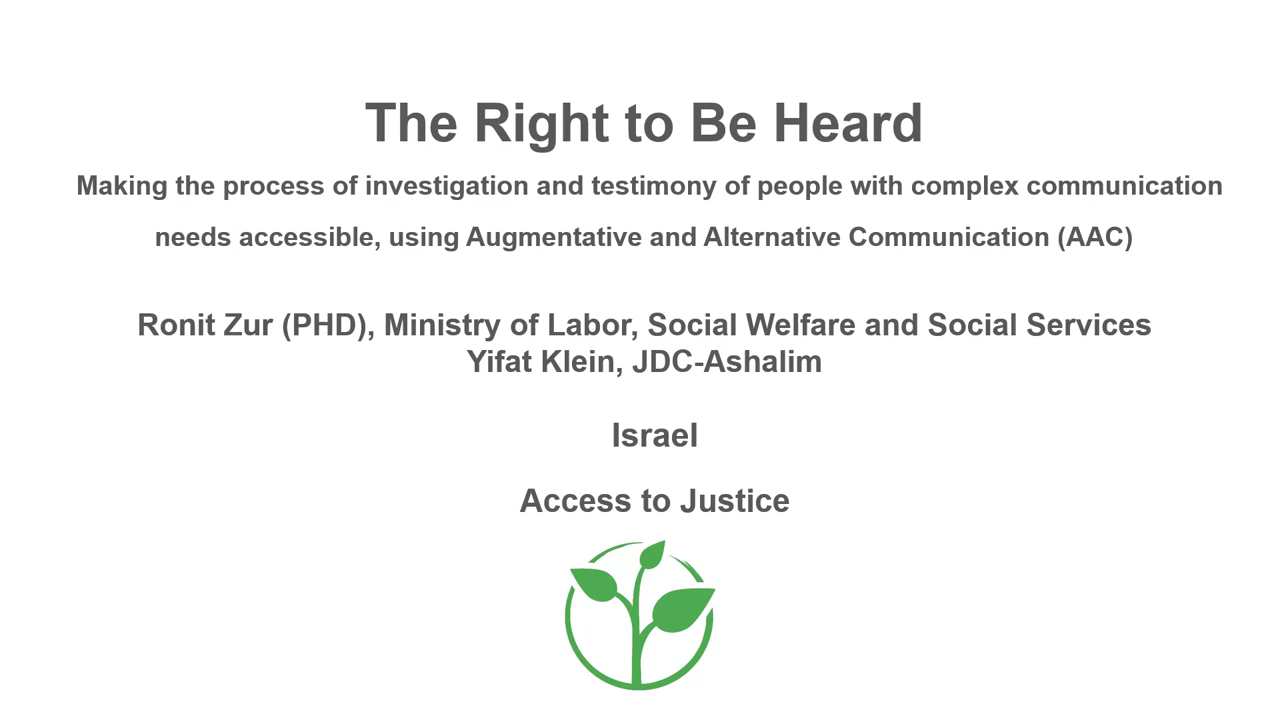 The Right to Be Heard
Making the process of investigation and testimony of people with complex communication
needs accessible, using Augmentative and Alternative Communication (AAC)
Ronit Zur (PHD), Ministry of Labor, Social Welfare and Social Services
Yifat Klein, JDC-Ashalim
Israel
Access to Justice